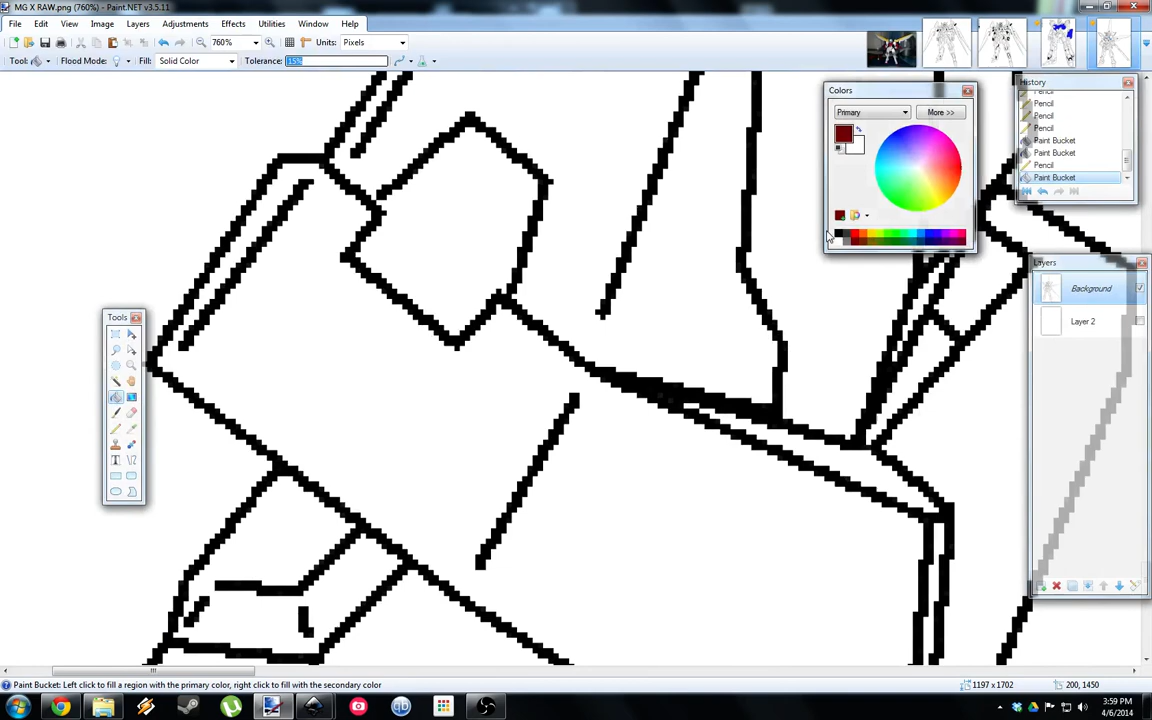 MG X RAW.png (760%) - Paint.NET v3.5.11
File Edit View Image Layers Adjustments Effects Utilities Window Help
760% Units: Pixels
Tool: Flood Mode: Fill: Solid Color Tolerance: 15%
Colors
Primary
More >>
History
Pencil
Pencil
Pencil
Pencil
Paint Bucket
Paint Bucket
Pencil
Paint Bucket
Layers
Background
Layer 2
Tools
Paint Bucket: Left click to fill a region with the primary color, right click to fill with the secondary color
1197 x 1702
200, 1450
3:59 PM
4/6/2014